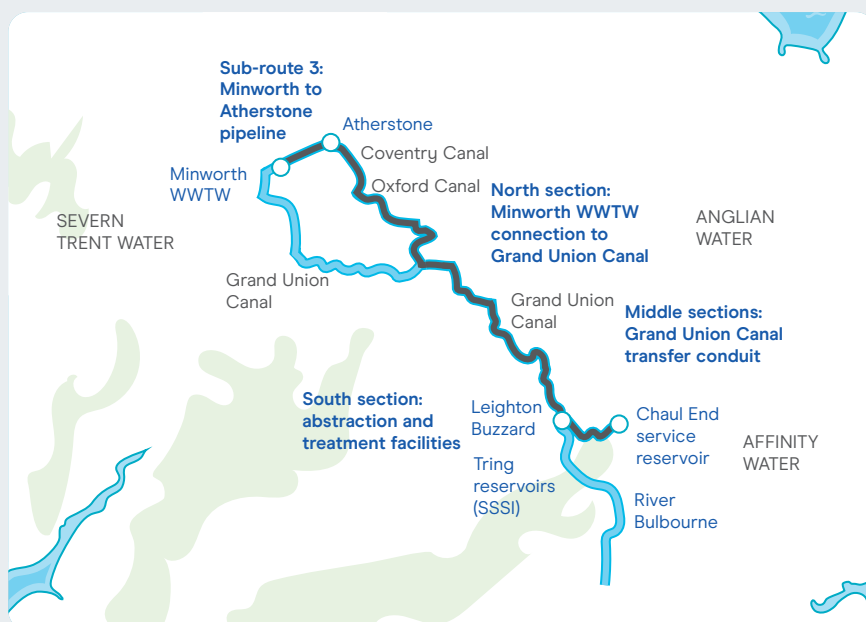 Sub-route 3:
Minworth to
Atherstone
pipeline
Atherstone
Coventry Canal
Minworth
WWTW
Oxford Canal
North section:
Minworth WWTW
connection to
Grand Union Canal
SEVERN
TRENT WATER
ANGLIAN
WATER
Grand Union
Canal
Grand Union
Canal
Middle sections:
Grand Union Canal
transfer conduit
South section:
abstraction and
treatment facilities
Leighton
Buzzard
Chaul End
service
reservoir
AFFINITY
WATER
Tring
reservoirs
(SSSI)
River
Bulbourne